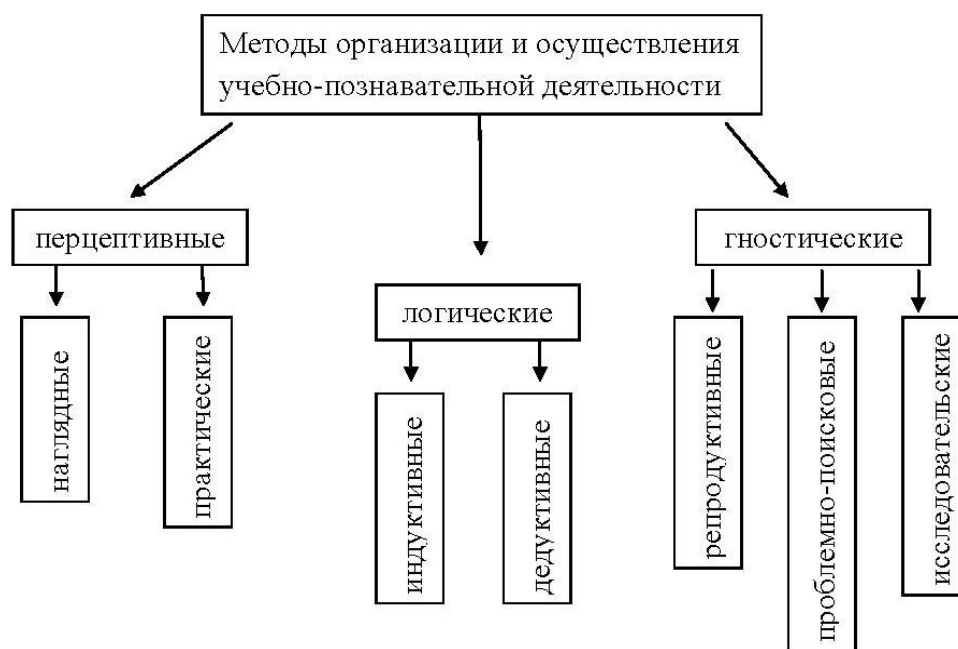 Методы организации и осуществления
учебно-познавательной деятельности
перцептивные
гностические
логические
наглядные
практические
индуктивные
дедуктивные
репродуктивные
проблемно-поисковые
исследовательские